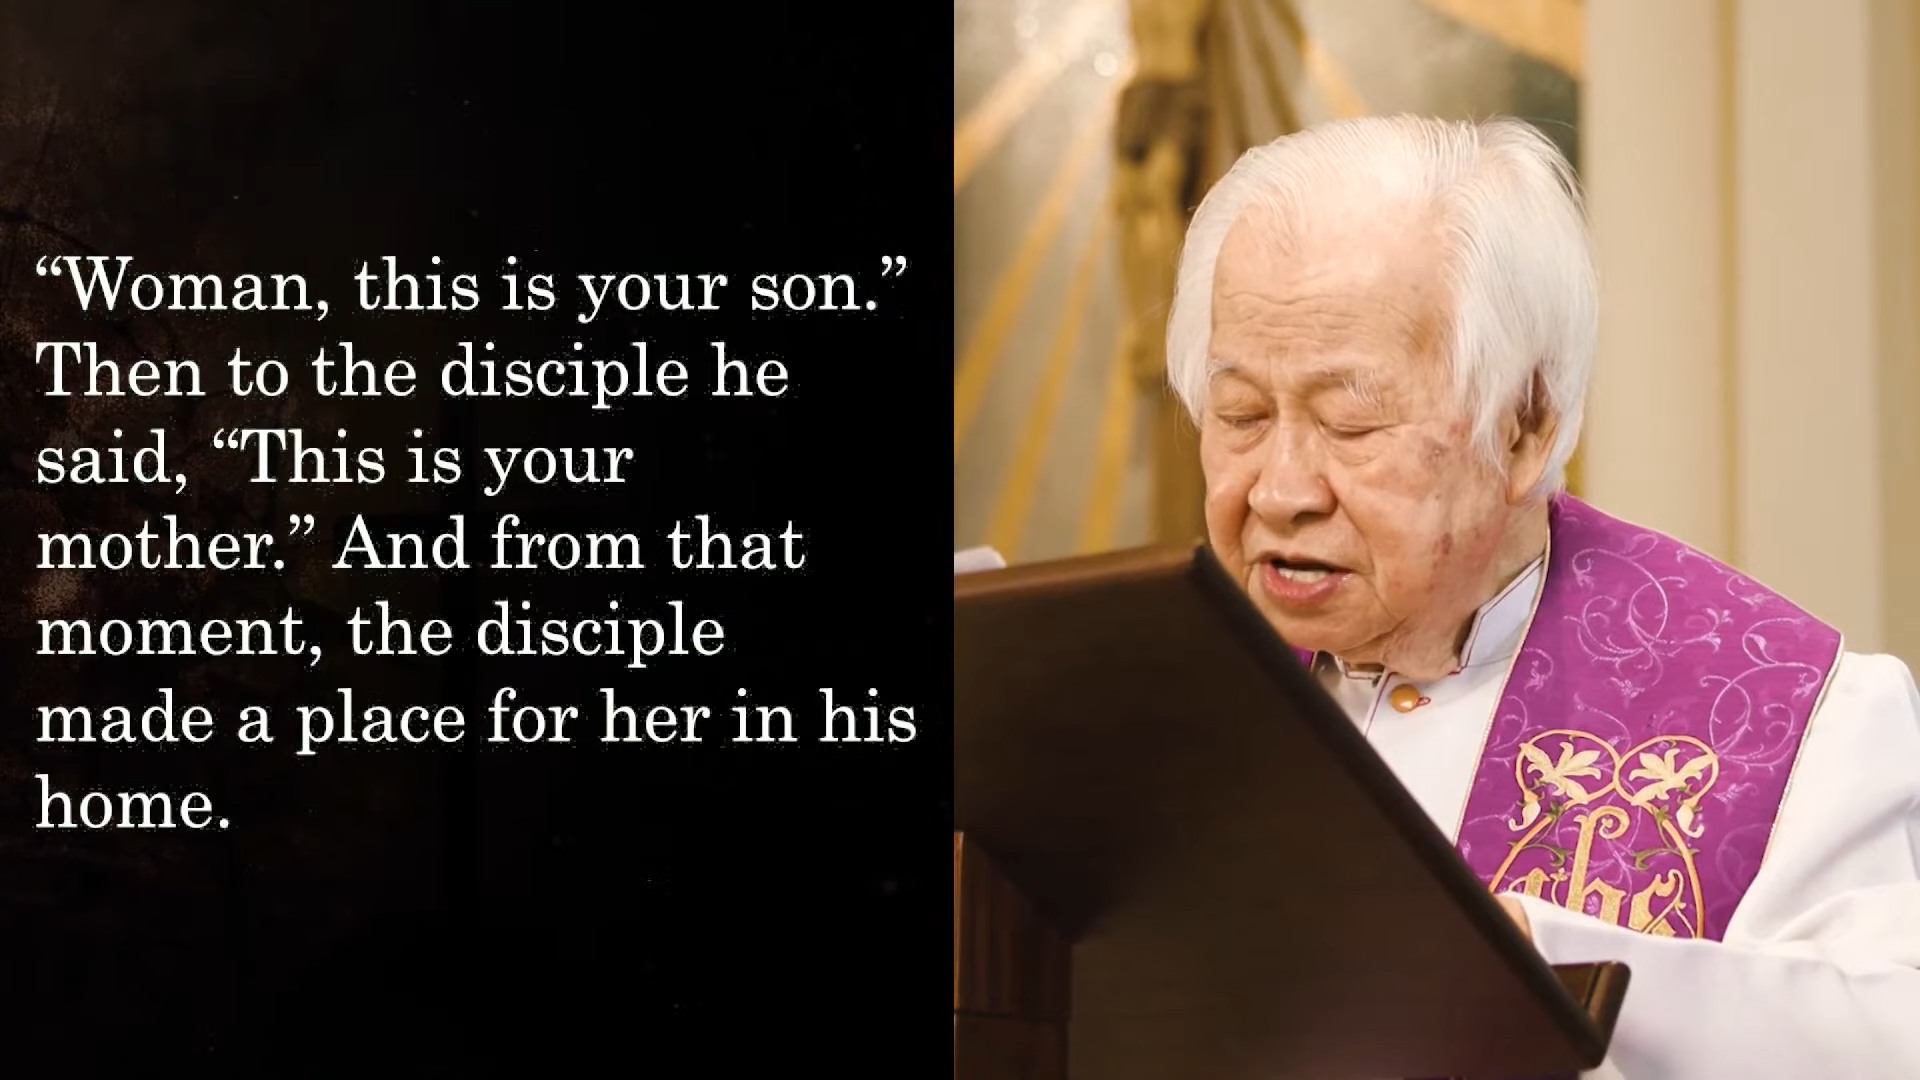 “Woman, this is your son.”
Then to the disciple he
said, “This is your
mother.” And from that
moment, the disciple
made a place for her in his
home.